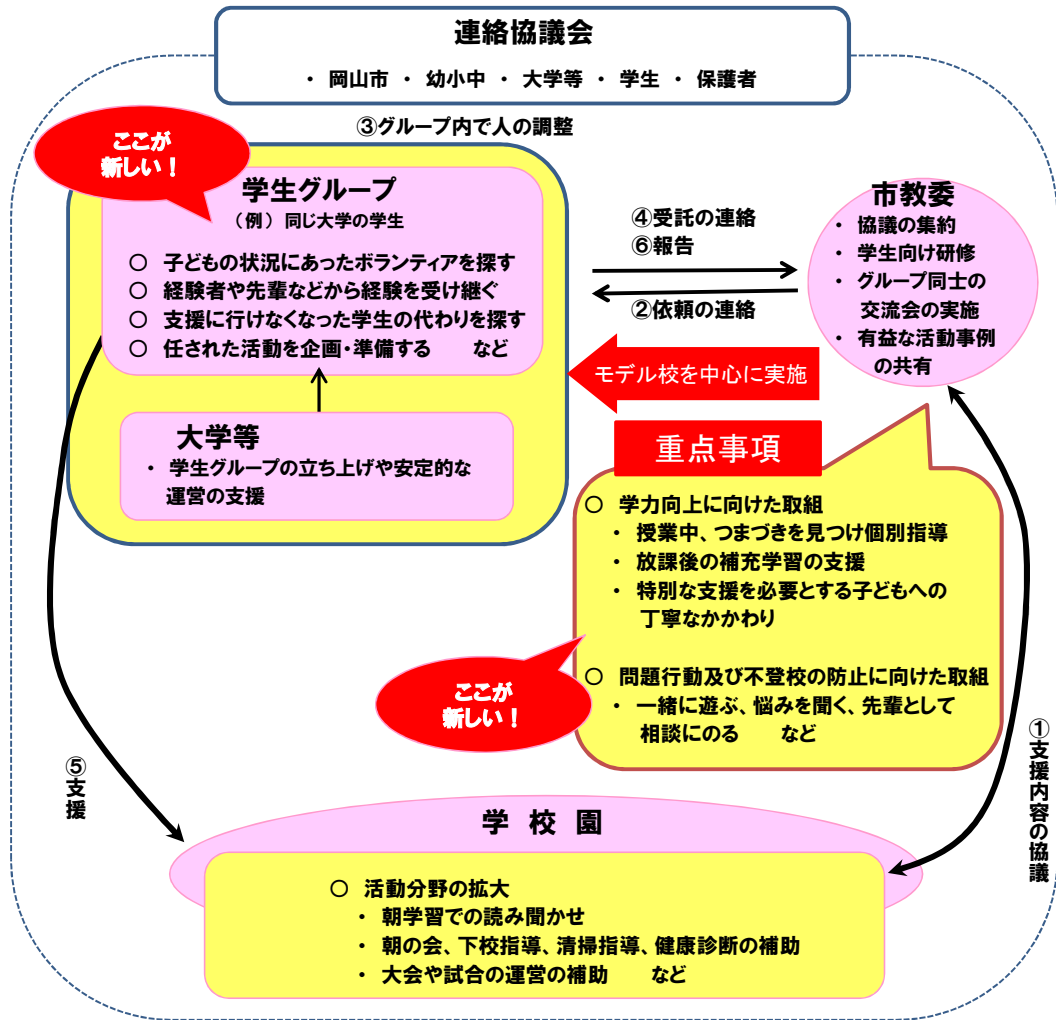 連絡協議会
・ 岡山市 ・ 幼小中 ・ 大学等 ・ 学生 ・ 保護者
③グループ内で人の調整
ここが
新しい！
学生グループ
（例） 同じ大学の学生
○ 子どもの状況にあったボランティアを探す
○ 経験者や先輩などから経験を受け継ぐ
○ 支援に行けなくなった学生の代わりを探す
○ 任された活動を企画・準備する など
大学等
・ 学生グループの立ち上げや安定的な
運営の支援
④受託の連絡
⑥報告
②依頼の連絡
市教委
・ 協議の集約
・ 学生向け研修
・ グループ同士の
交流会の実施
・ 有益な活動事例
の共有
モデル校を中心に実施
重点事項
○ 学力向上に向けた取組
・ 授業中、つまづきを見つけ個別指導
・ 放課後の補充学習の支援
・ 特別な支援を必要とする子どもへの
丁寧なかかわり
○ 問題行動及び不登校の防止に向けた取組
・ 一緒に遊ぶ、悩みを聞く、先輩として
相談にのる など
ここが
新しい！
⑤支援
①支援内容の協議
学 校 園
○ 活動分野の拡大
・ 朝学習での読み聞かせ
・ 朝の会、下校指導、清掃指導、健康診断の補助
・ 大会や試合の運営の補助 など